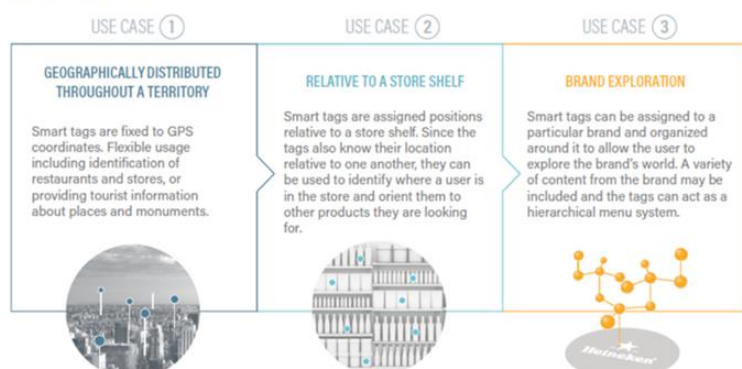 USE CASE 1
GEOGRAPHICALLY DISTRIBUTED
THROUGHOUT A TERRITORY
Smart tags are fixed to GPS
coordinates. Flexible usage
including identification of
restaurants and stores, or
providing tourist information
about places and monuments.
USE CASE 2
RELATIVE TO A STORE SHELF
Smart tags are assigned positions
relative to a store shelf. Since the
tags also know their location
relative to one another, they can
be used to identify where a user is
in the store and orient them to
other products they are looking
for.
USE CASE 3
BRAND EXPLORATION
Smart tags can be assigned to a
particular brand and organized
around it to allow the user to
explore the brand's world. A variety
of content from the brand may be
included and the tags can act as a
hierarchical menu system.
Heineken